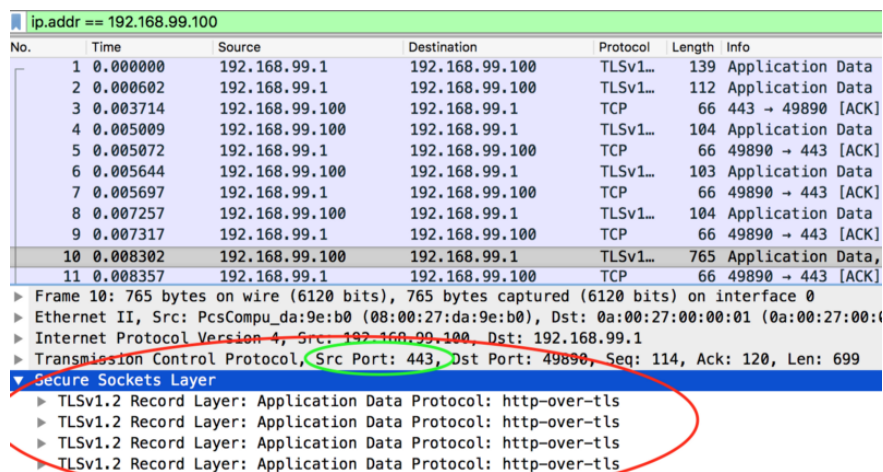 ip.addr == 192.168.99.100
No. Time Source Destination Protocol Length Info
1 0.000000 192.168.99.1 192.168.99.100 TLSv1… 139 Application Data
2 0.000602 192.168.99.1 192.168.99.100 TLSv1… 112 Application Data
3 0.003714 192.168.99.100 192.168.99.1 TCP 66 443 → 49890 [ACK]
4 0.005009 192.168.99.100 192.168.99.1 TLSv1… 104 Application Data
5 0.005072 192.168.99.1 192.168.99.100 TCP 66 49890 → 443 [ACK]
6 0.005644 192.168.99.100 192.168.99.1 TLSv1… 103 Application Data
7 0.005697 192.168.99.1 192.168.99.100 TCP 66 49890 → 443 [ACK]
8 0.007257 192.168.99.100 192.168.99.1 TLSv1… 104 Application Data
9 0.007317 192.168.99.1 192.168.99.100 TCP 66 49890 → 443 [ACK]
10 0.008302 192.168.99.100 192.168.99.1 TLSv1… 765 Application Data,
11 0.008357 192.168.99.1 192.168.99.100 TCP 66 49890 → 443 [ACK]
Frame 10: 765 bytes on wire (6120 bits), 765 bytes captured (6120 bits) on interface 0
Ethernet II, Src: PcsCompu_da:9e:b0 (08:00:27:da:9e:b0), Dst: 0a:00:27:00:00:01 (0a:00:27:00:
Internet Protocol Version 4, Src: 192.168.99.100, Dst: 192.168.99.1
Transmission Control Protocol, Src Port: 443, Dst Port: 49890, Seq: 114, Ack: 120, Len: 699
Secure Sockets Layer
TLSv1.2 Record Layer: Application Data Protocol: http-over-tls
TLSv1.2 Record Layer: Application Data Protocol: http-over-tls
TLSv1.2 Record Layer: Application Data Protocol: http-over-tls
TLSv1.2 Record Layer: Application Data Protocol: http-over-tls